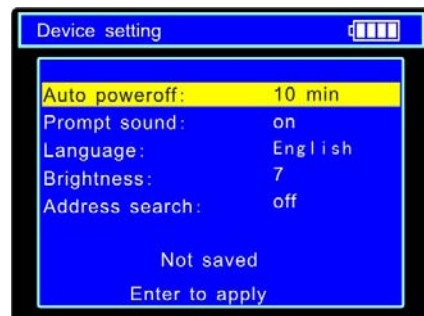 Device setting
Auto poweroff: 10 min
Prompt sound: on
Language: English
Brightness: 7
Address search: off
Not saved
Enter to apply